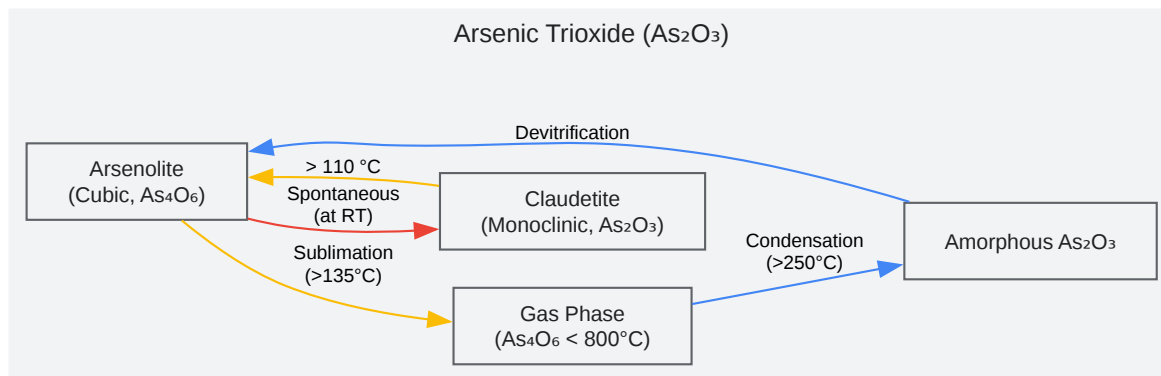 Arsenic Trioxide (As₂O₃)
Devitrification
Arsenolite
(Cubic, As₄O₆)
> 110 °C
Spontaneous
(at RT)
Claudetite
(Monoclinic, As₂O₃)
Sublimation
(>135°C)
Condensation
(>250°C)
Amorphous As₂O₃
Gas Phase
(As₄O₆ < 800°C)